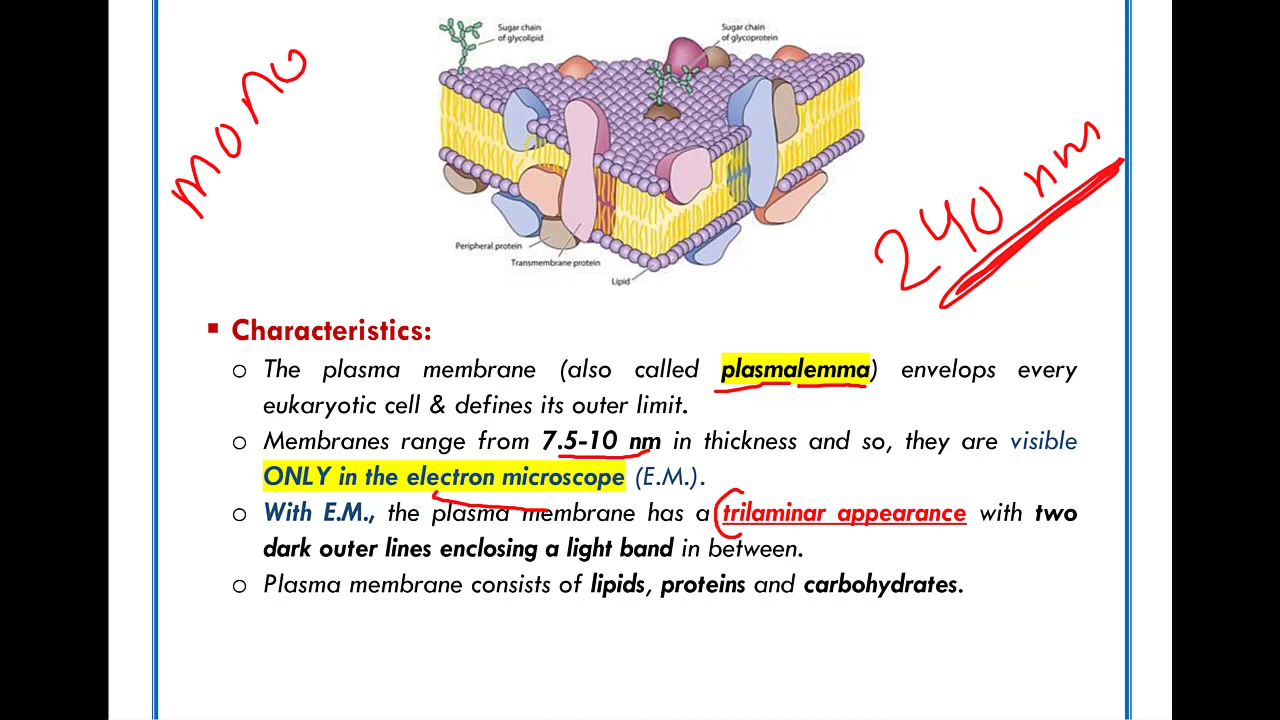 Sugar chain
of glycolipid
Sugar chain
of glycoprotein
mono
240 nm
Peripheral protein
Transmembrane protein
Lipid
▪ Characteristics:
o The plasma membrane (also called plasmalemma) envelops every
eukaryotic cell & defines its outer limit.
o Membranes range from 7.5-10 nm in thickness and so, they are visible
ONLY in the electron microscope (E.M.).
o With E.M., the plasma membrane has a trilaminar appearance with two
dark outer lines enclosing a light band in between.
o Plasma membrane consists of lipids, proteins and carbohydrates.